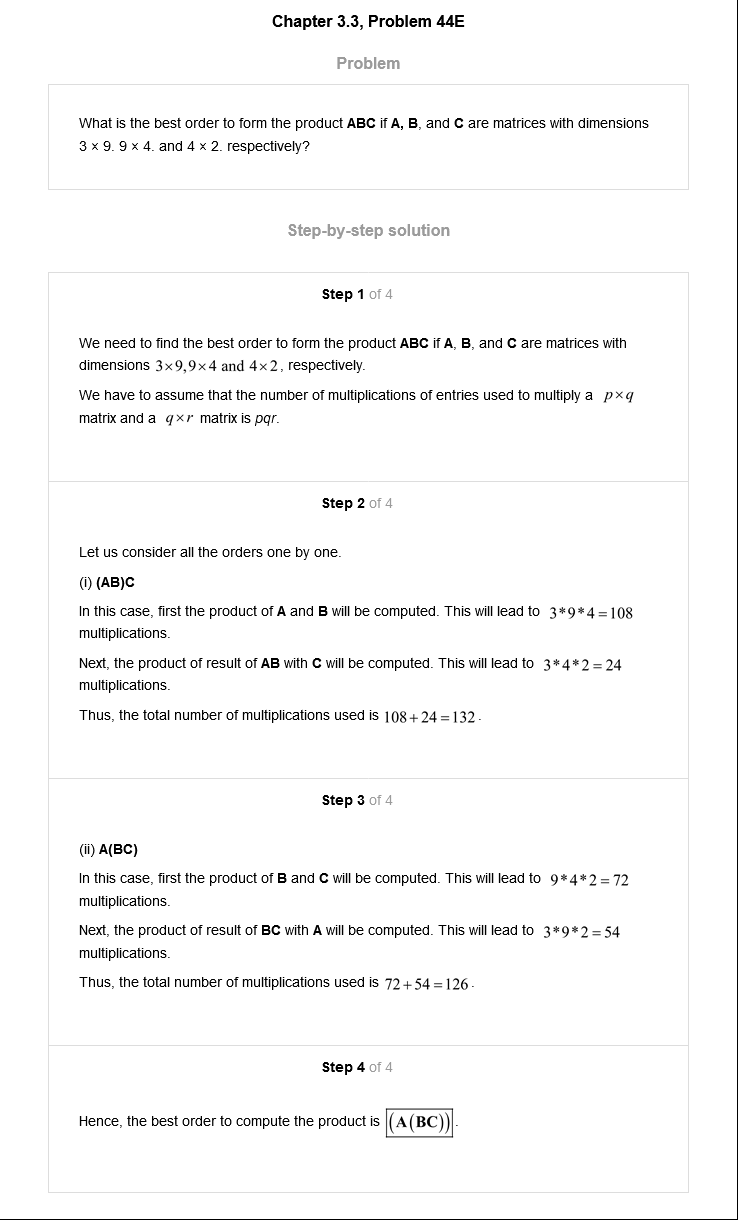 Chapter 3.3, Problem 44E
Problem
What is the best order to form the product ABC if A, B, and C are matrices with dimensions
3 × 9. 9 × 4. and 4 × 2. respectively?
Step-by-step solution
Step 1 of 4
We need to find the best order to form the product ABC if A, B, and C are matrices with
dimensions 3×9,9×4 and 4×2, respectively.
We have to assume that the number of multiplications of entries used to multiply a p×q
matrix and a q×r matrix is pqr.
Step 2 of 4
Let us consider all the orders one by one.
(i) (AB)C
In this case, first the product of A and B will be computed. This will lead to 3*9*4=108
multiplications.
Next, the product of result of AB with C will be computed. This will lead to 3*4*2=24
multiplications.
Thus, the total number of multiplications used is 108+24=132.
Step 3 of 4
(ii) A(BC)
In this case, first the product of B and C will be computed. This will lead to 9*4*2=72
multiplications.
Next, the product of result of BC with A will be computed. This will lead to 3*9*2=54
multiplications.
Thus, the total number of multiplications used is 72+54=126.
Step 4 of 4
Hence, the best order to compute the product is (A(BC)).